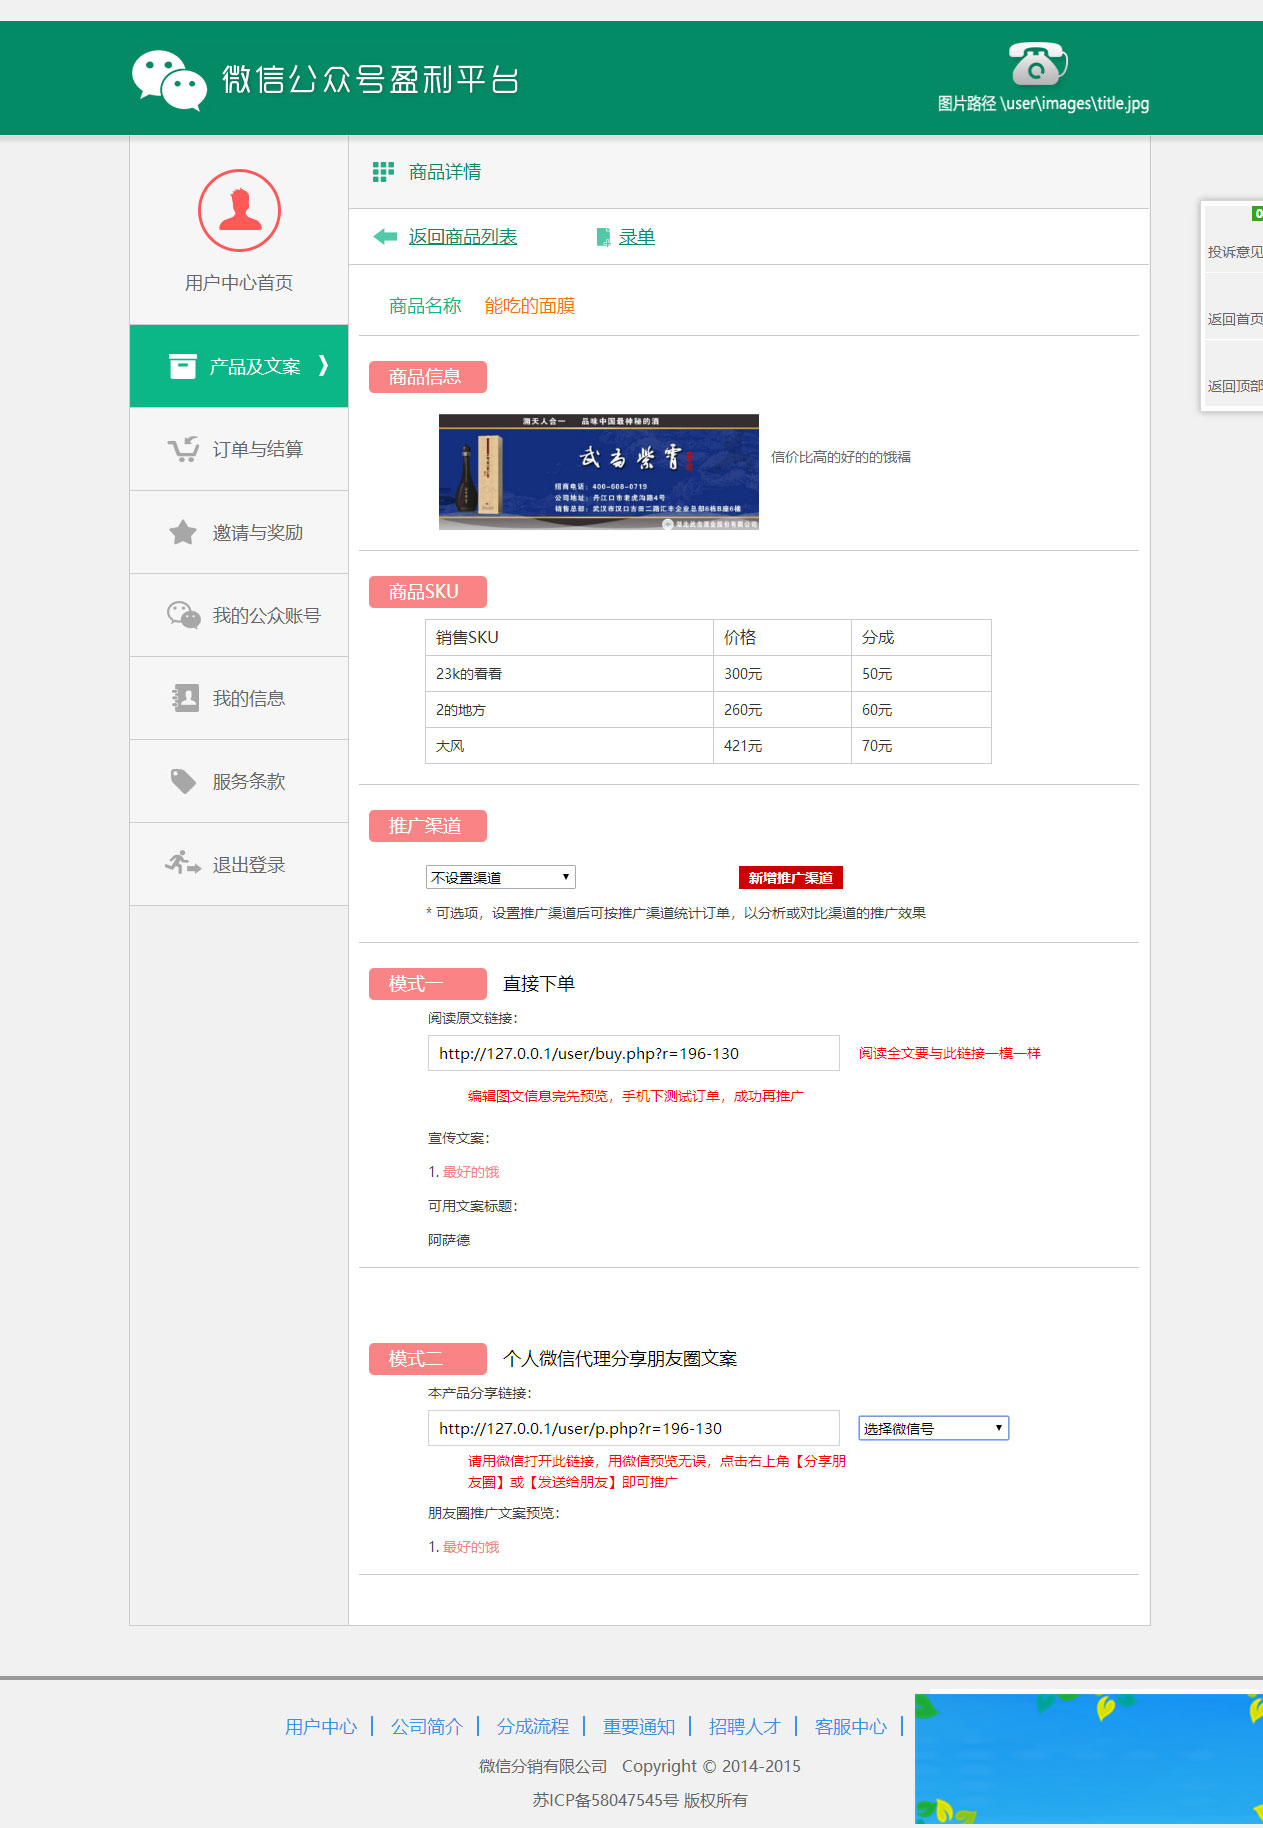 微信公众号盈利平台
图片路径 \user\images\title.jpg
用户中心首页
产品及文案
订单与结算
邀请与奖励
我的公众账号
我的信息
服务条款
退出登录
商品详情
返回商品列表 录单
商品名称 能吃的面膜
商品信息
溯天人合一 品味中国最神秘的酒
武当紫霄
招商电话：400-608-0719
公司地址：丹江口市老虎沟路4号
销售总部：武汉市汉口古田二路汇丰企业总部6栋B座6楼
湖北武当酒业股份有限公司
信价比高的好的的饿福
商品SKU
销售SKU 价格 分成
23k的看看 300元 50元
2的地方 260元 60元
大风 421元 70元
推广渠道
不设置渠道 新增推广渠道
* 可选项，设置推广渠道后可按推广渠道统计订单，以分析或对比渠道的推广效果
模式一 直接下单
阅读原文链接：
http://127.0.0.1/user/buy.php?r=196-130 阅读全文要与此链接一模一样
编辑图文信息完先预览，手机下测试订单，成功再推广
宣传文案：
1. 最好的饿
可用文案标题：
阿萨德
模式二 个人微信代理分享朋友圈文案
本产品分享链接：
http://127.0.0.1/user/p.php?r=196-130 选择微信号
请用微信打开此链接，用微信预览无误，点击右上角【分享朋
友圈】或【发送给朋友】即可推广
朋友圈推广文案预览：
1. 最好的饿
0
投诉意见
返回首页
返回顶部
用户中心 公司简介 分成流程 重要通知 招聘人才 客服中心
微信分销有限公司 Copyright © 2014-2015
苏ICP备58047545号 版权所有